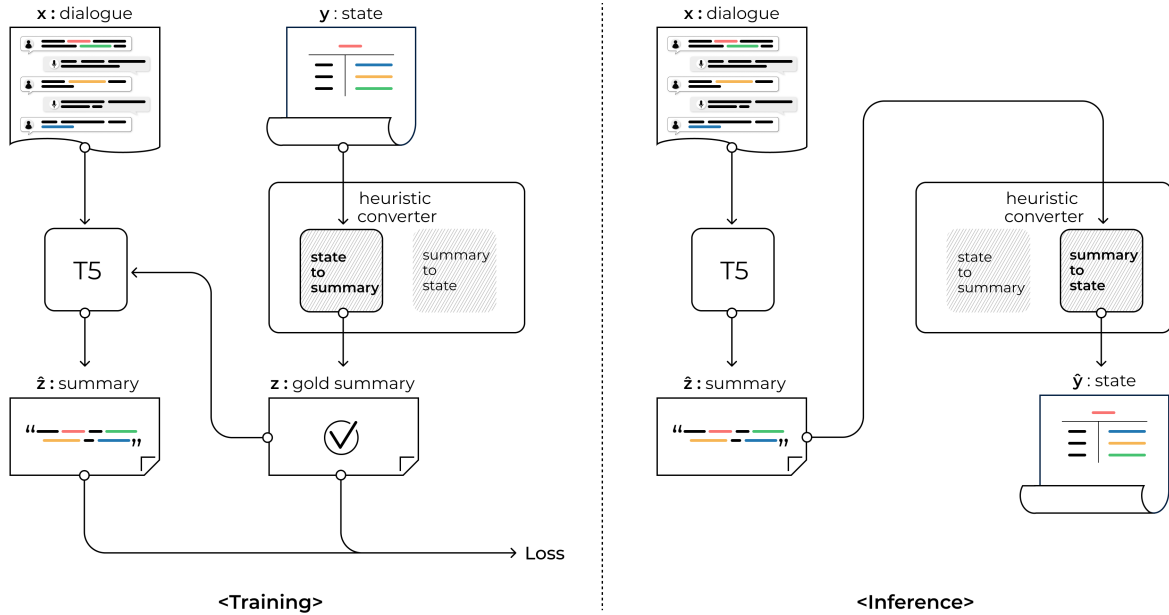 x : dialogue
y : state
heuristic
converter
state
to
summary
summary
to
state
T5
ẑ : summary
z : gold summary
“
”
Loss
<Training>
x : dialogue
heuristic
converter
state
to
summary
summary
to
state
T5
ẑ : summary
“
”
ŷ : state
<Inference>